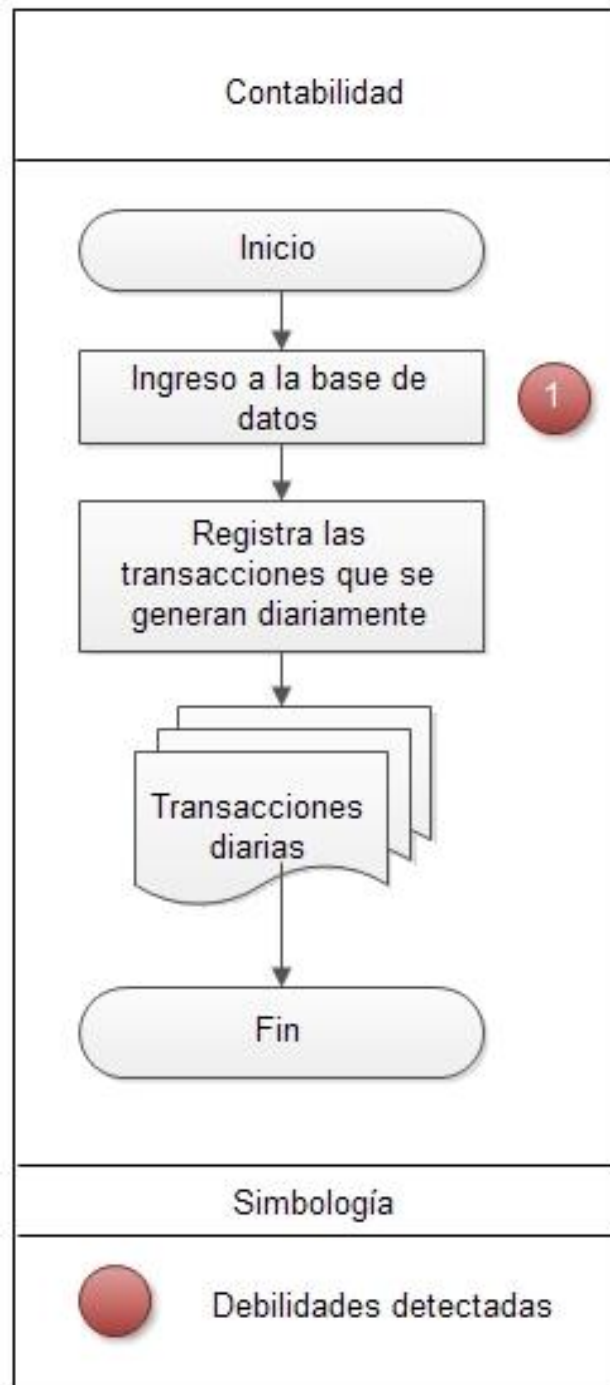 Contabilidad
Inicio
Ingreso a la base de
datos
1
Registra las
transacciones que se
generan diariamente
Transacciones
diarias
Fin
Simbología
Debilidades detectadas